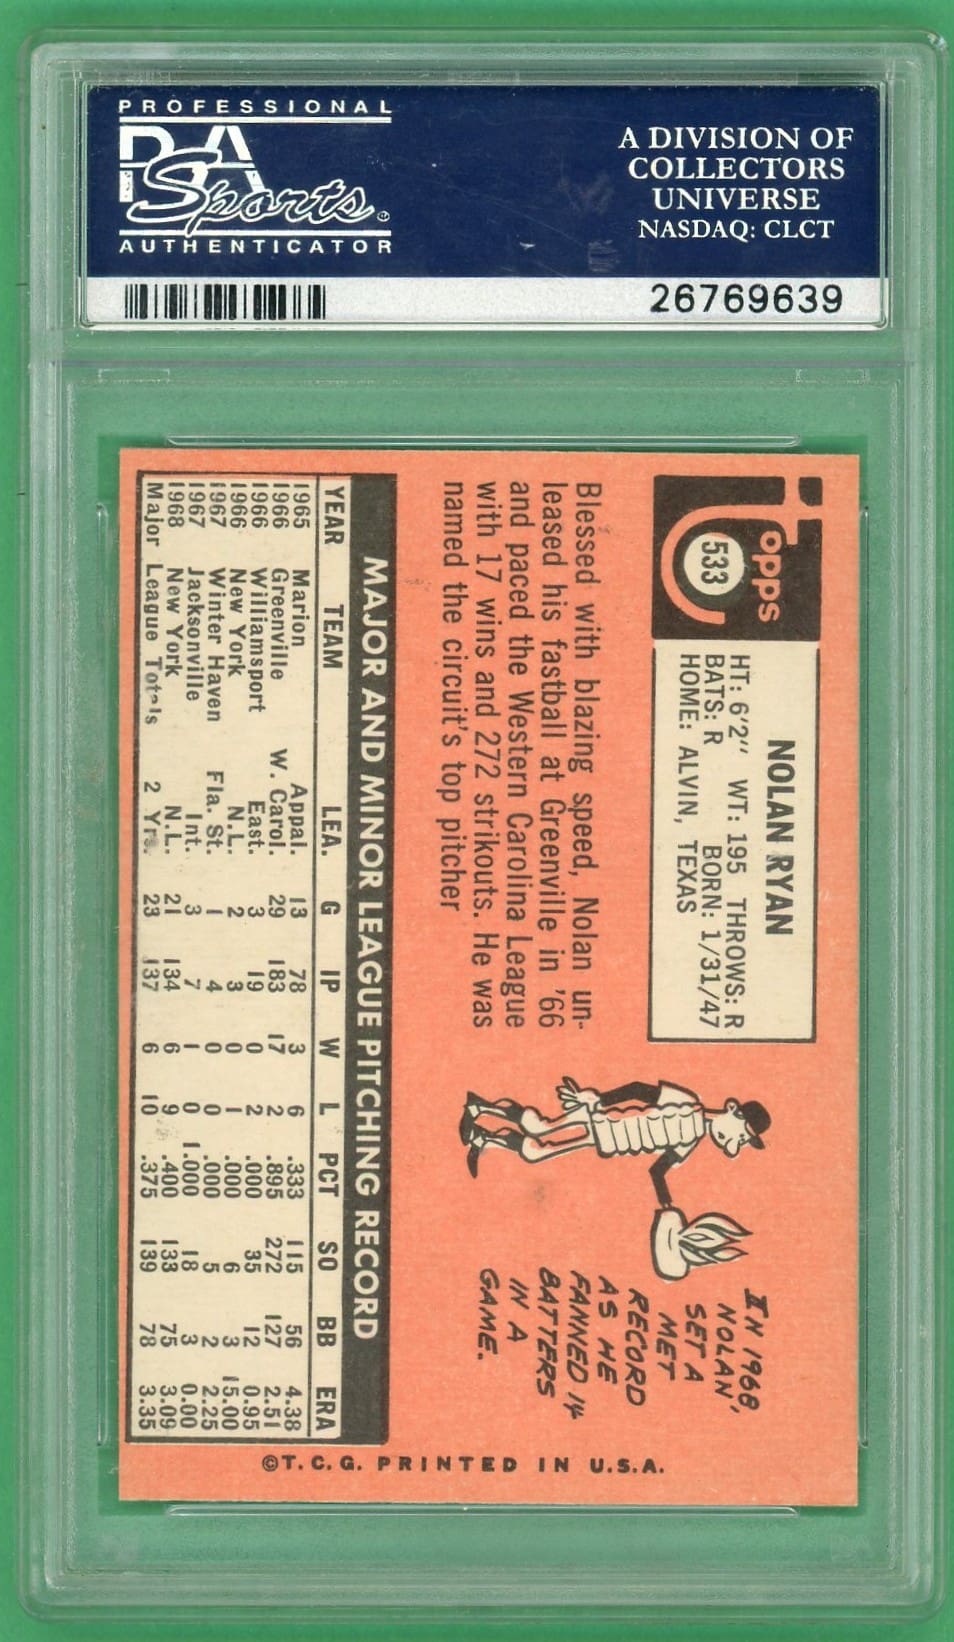 PROFESSIONAL
PSA
Sports
AUTHENTICATOR
A DIVISION OF
COLLECTORS
UNIVERSE
NASDAQ: CLCT
26769639
Topps
533
NOLAN RYAN
HT: 6'2" WT: 195 THROWS: R
BATS: R BORN: 1/31/47
HOME: ALVIN, TEXAS
Blessed with blazing speed, Nolan un-
leased his fastball at Greenville in '66
and paced the Western Carolina League
with 17 wins and 272 strikouts. He was
named the circuit's top pitcher
IN 1968
NOLAN
SET A
MET
RECORD
AS HE
FANNED 14
BATTERS
IN A
GAME.
MAJOR AND MINOR LEAGUE PITCHING RECORD
YEAR TEAM LEA. G IP W L PCT SO BB ERA
1965 Marion Appal. 13 78 3 6 .333 115 56 4.38
1966 Greenville W. Carol. 29 183 17 2 .895 272 127 2.51
1966 Williamsport East. 3 19 0 2 .000 35 12 0.95
1966 New York N.L. 2 3 0 1 .000 6 3 15.00
1967 Winter Haven Fla. St. 1 4 0 0 .000 5 2 2.25
1967 Jacksonville Int. 3 7 1 0 1.000 18 3 0.00
1968 New York N.L. 21 134 6 9 .400 133 75 3.09
Major League Totals 2 Yrs. 23 137 6 10 .375 139 78 3.35
©T.C.G. PRINTED IN U.S.A.